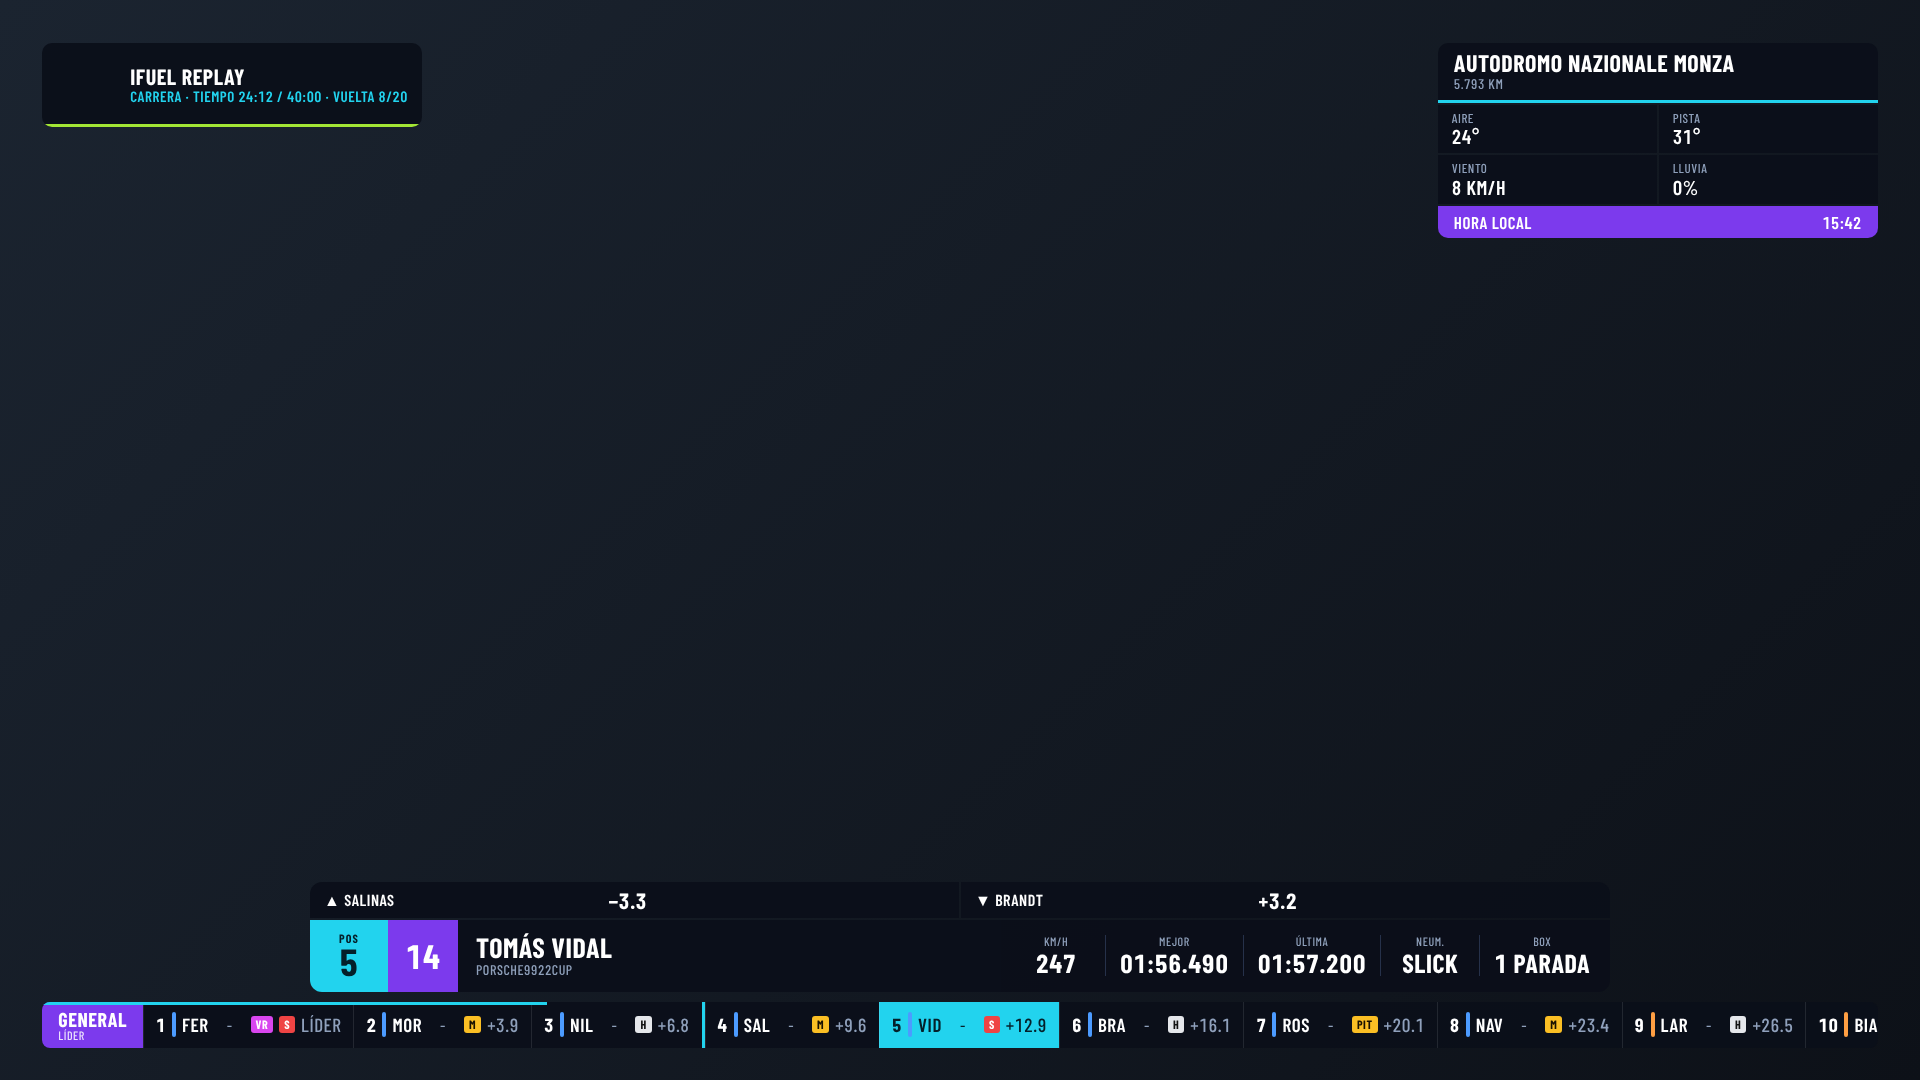 IFUEL REPLAY
CARRERA · TIEMPO 24:12 / 40:00 · VUELTA 8/20
AUTODROMO NAZIONALE MONZA
5.793 KM
AIRE
24°
PISTA
31°
VIENTO
8 KM/H
LLUVIA
0%
HORA LOCAL 15:42
▲ SALINAS −3.3
▼ BRANDT +3.2
POS
5
14
TOMÁS VIDAL
PORSCHE9922CUP
KM/H
247
MEJOR
01:56.490
ÚLTIMA
01:57.200
NEUM.
SLICK
BOX
1 PARADA
GENERAL
LÍDER
1 FER - VR S LÍDER
2 MOR - M +3.9
3 NIL - H +6.8
4 SAL - M +9.6
5 VID - S +12.9
6 BRA - H +16.1
7 ROS - PIT +20.1
8 NAV - M +23.4
9 LAR - H +26.5
10 BIA